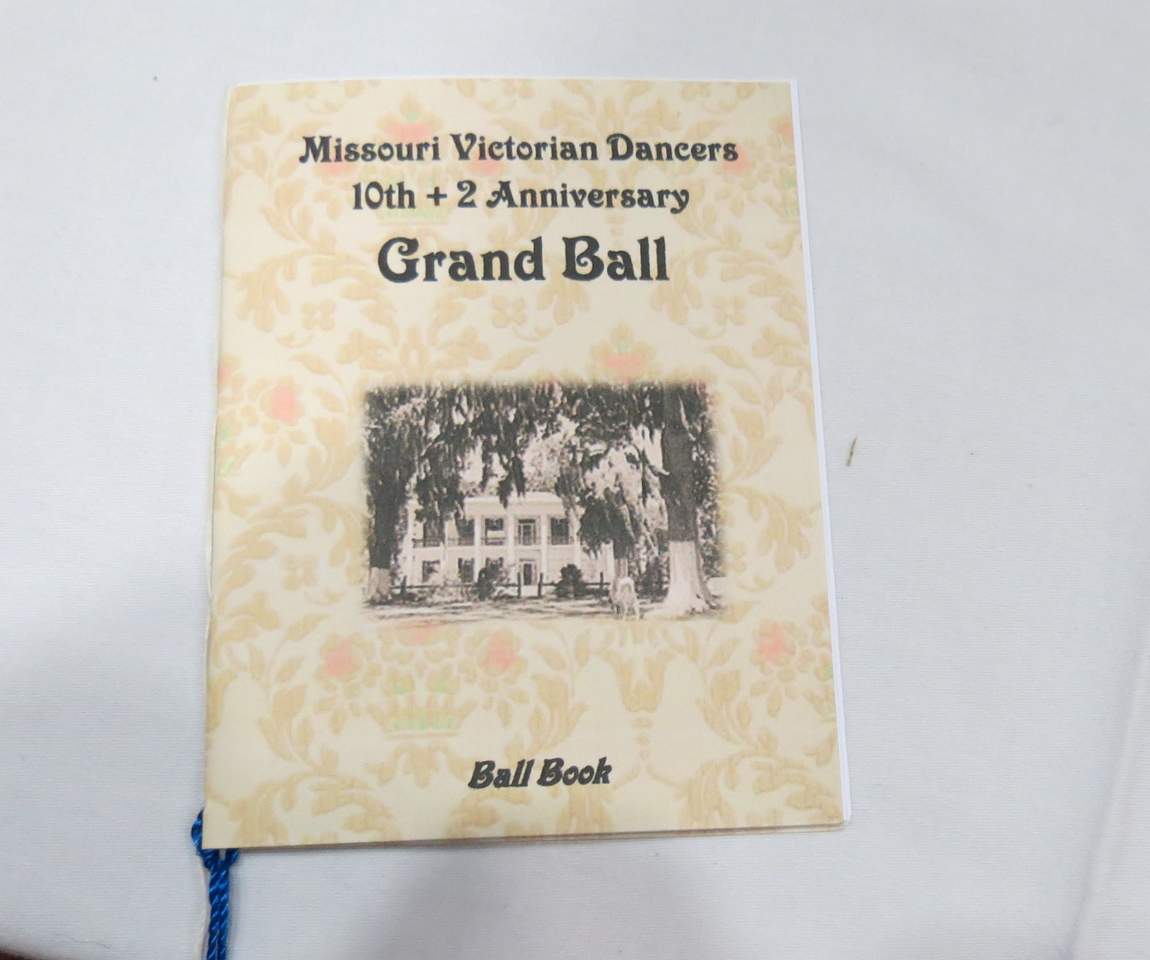 Missouri Victorian Dancers
10th + 2 Anniversary
Grand Ball
Ball Book